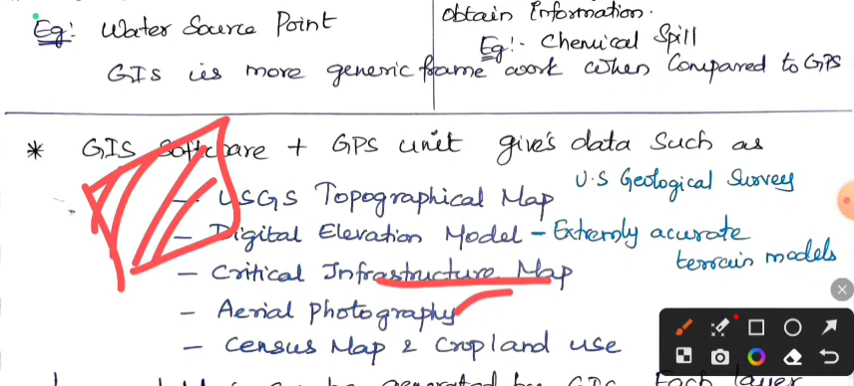 Eg: Water Source Point
obtain Information.
Eg:- Chemical Spill
GIS is more generic frame work when Compared to GPS
* GIS Software + GPS unit gives data Such as
- USGS Topographical Map U.S Geological Survey
- Digital Elevation Model - Extremly acurate
terrain models
- Critical Infrastructure Map
- Aerial photography
- Census Map & Cropland use